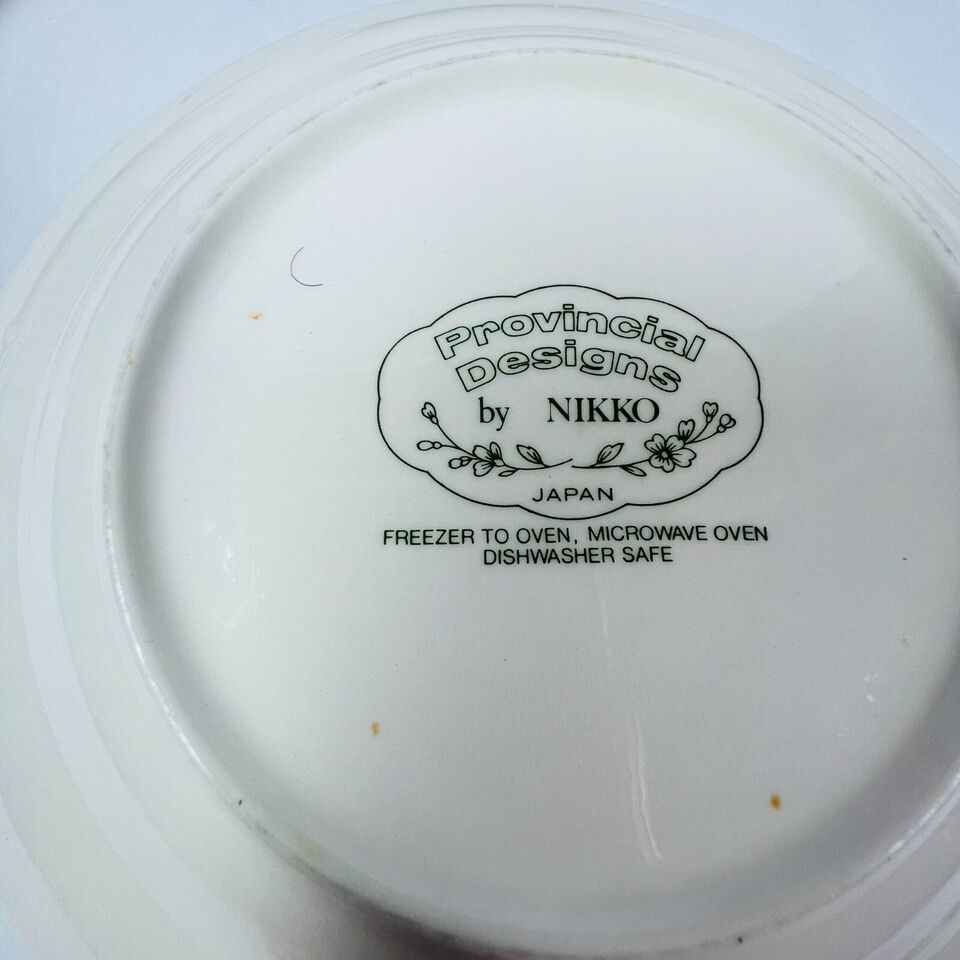 Provincial
Designs
by NIKKO
JAPAN
FREEZER TO OVEN, MICROWAVE OVEN
DISHWASHER SAFE